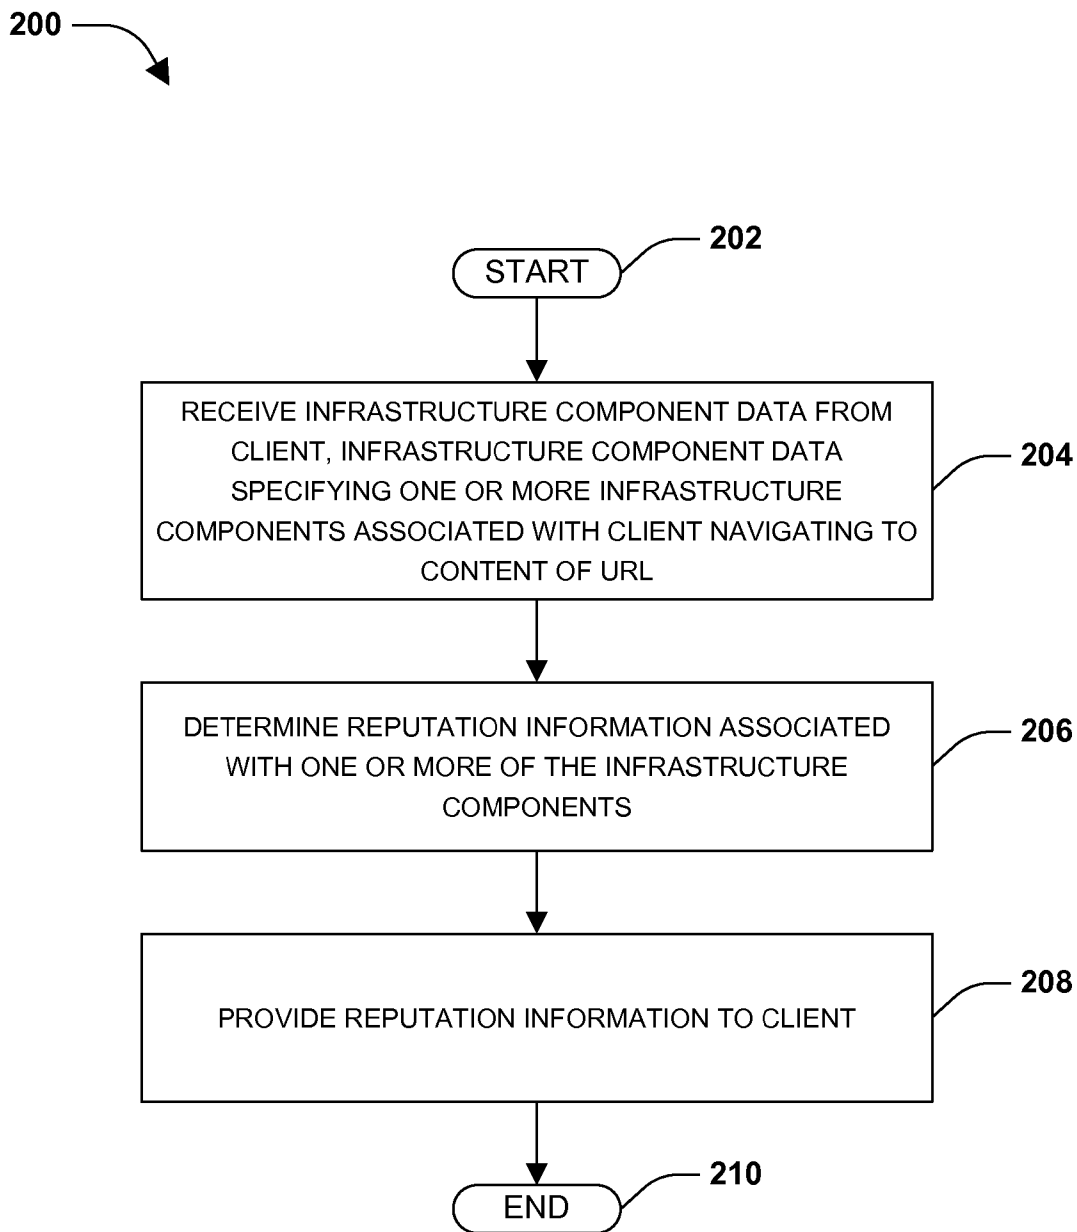 200
202
START
RECEIVE INFRASTRUCTURE COMPONENT DATA FROM
CLIENT, INFRASTRUCTURE COMPONENT DATA
SPECIFYING ONE OR MORE INFRASTRUCTURE
COMPONENTS ASSOCIATED WITH CLIENT NAVIGATING TO
CONTENT OF URL
204
DETERMINE REPUTATION INFORMATION ASSOCIATED
WITH ONE OR MORE OF THE INFRASTRUCTURE
COMPONENTS
206
PROVIDE REPUTATION INFORMATION TO CLIENT
208
210
END